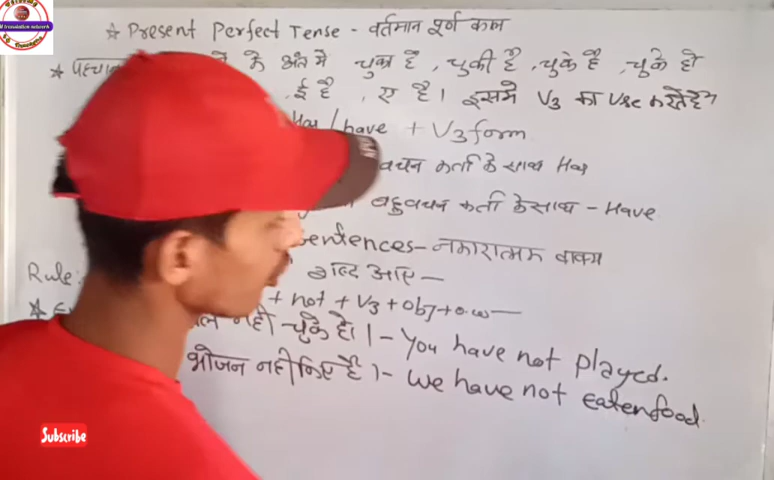 ☆ Present Perfect Tense - वर्तमान पूर्ण काल
★ के अंत में चुका है, चुकी है, चुके हैं, चुके हो
, ई है, ए है। इसमें V3 का Use करते है
Has / have + V3 form
वचन कर्ता के साथ Has
बहुवचन कर्ता के साथ - Have
Sentences - नकारात्मक वाक्य
Rule: शब्द आए -
+ not + V3 + obj + o.w -
नही चुके हो। - You have not played.
भोजन नही किए है। - We have not eaten food.
Subscribe